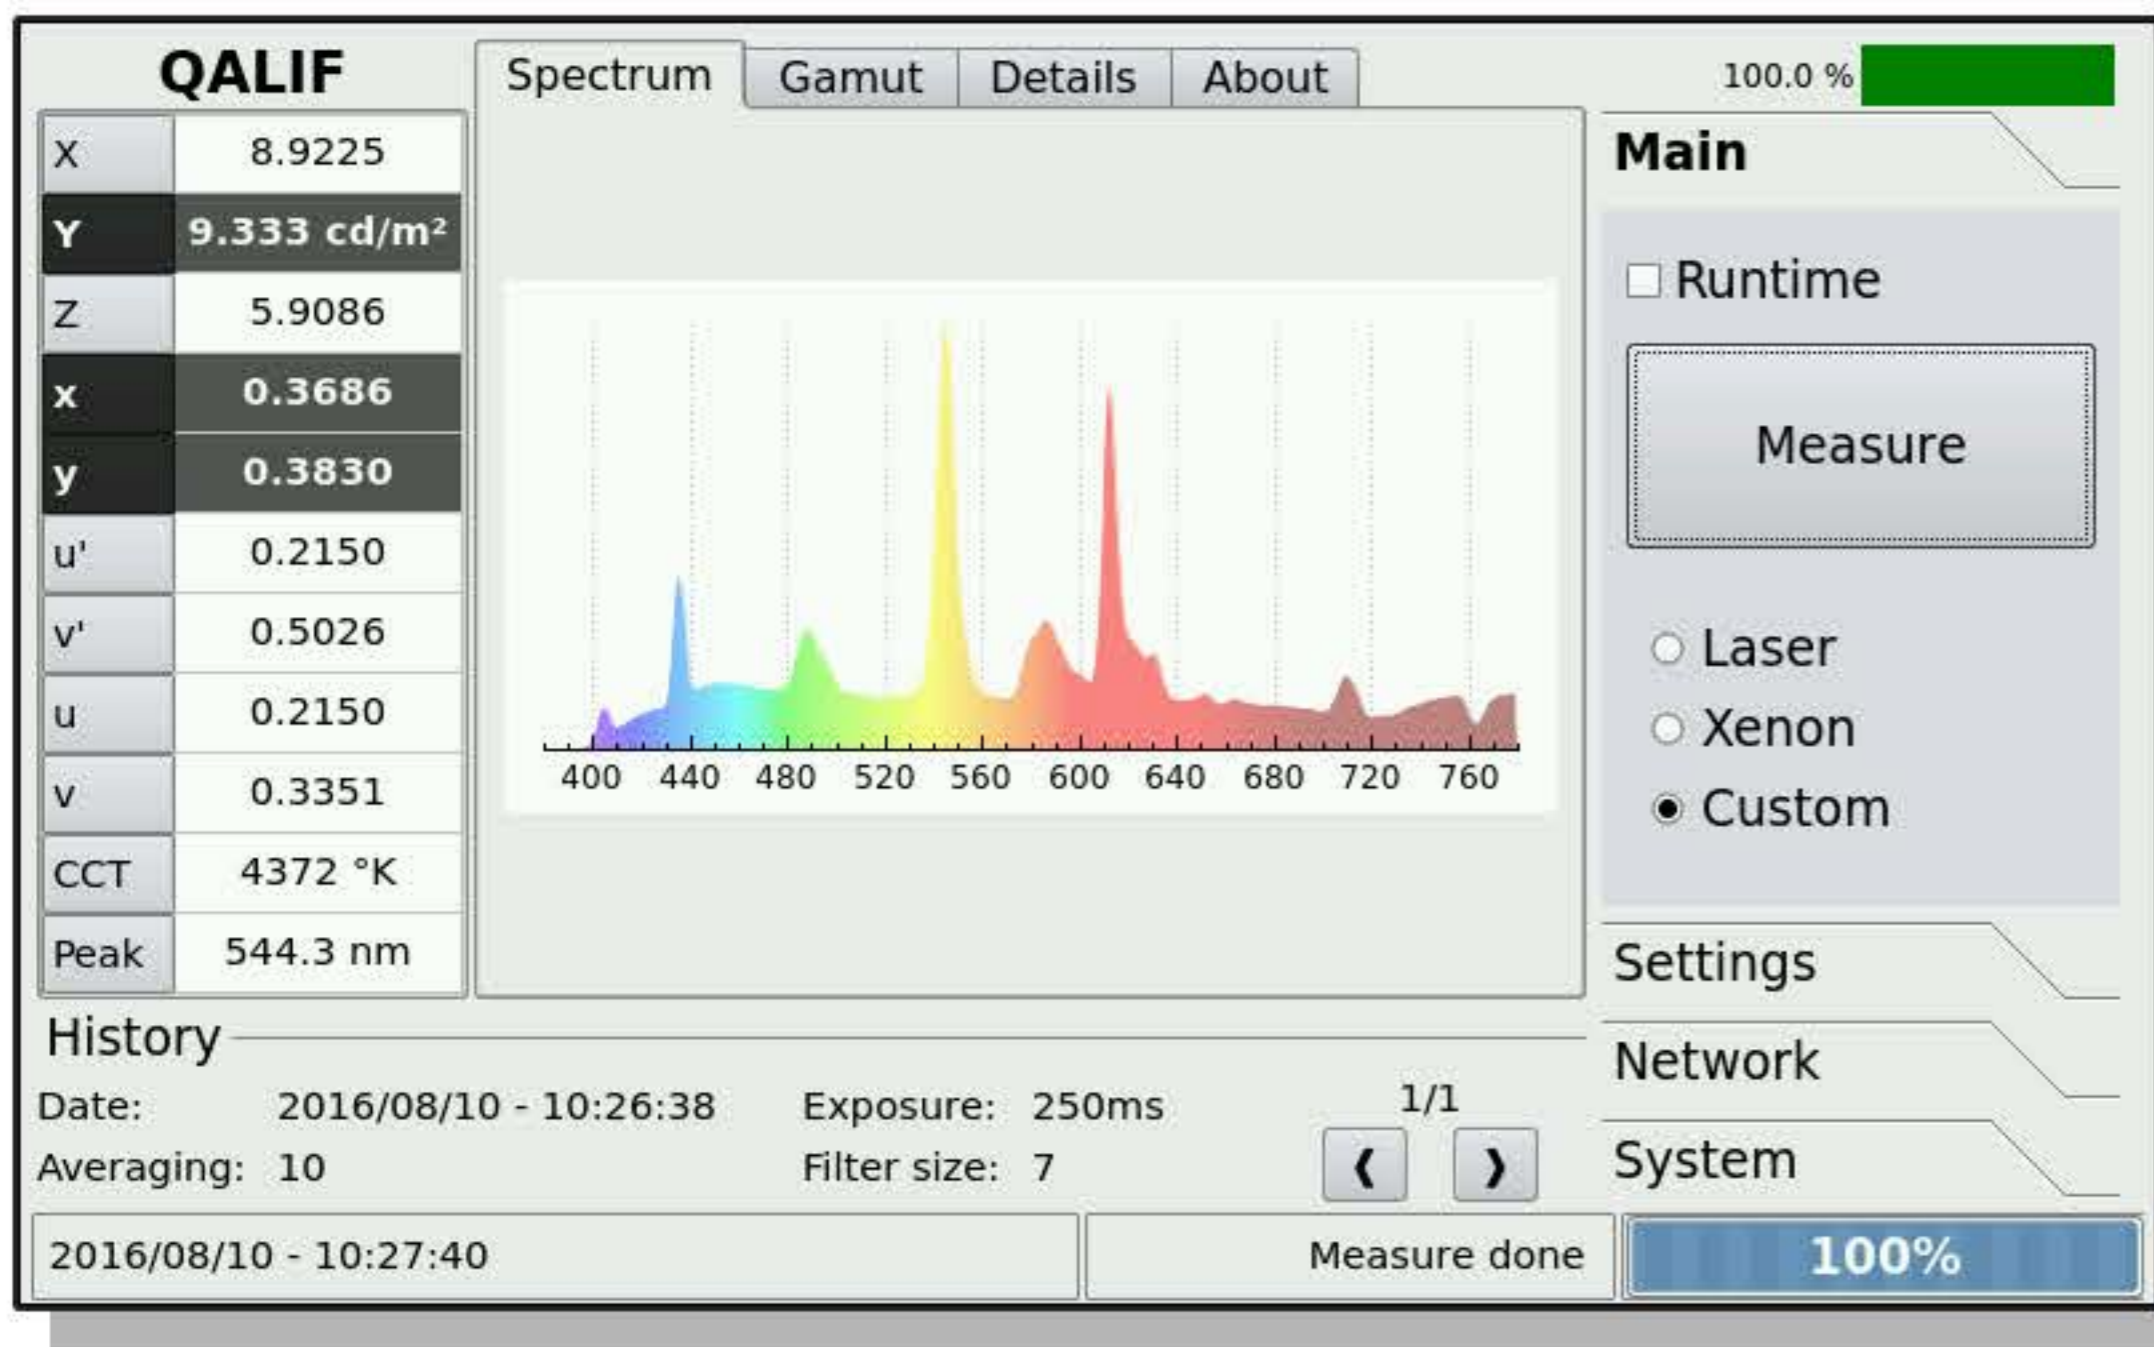 QALIF
Spectrum Gamut Details About
100.0 %
X 8.9225
Y 9.333 cd/m²
Z 5.9086
x 0.3686
y 0.3830
u' 0.2150
v' 0.5026
u 0.2150
v 0.3351
CCT 4372 °K
Peak 544.3 nm
400 440 480 520 560 600 640 680 720 760
Main
Runtime
Measure
Laser
Xenon
Custom
Settings
Network
System
History
Date: 2016/08/10 - 10:26:38 Exposure: 250ms 1/1
Averaging: 10 Filter size: 7 ❰ ❱
2016/08/10 - 10:27:40 Measure done 100%